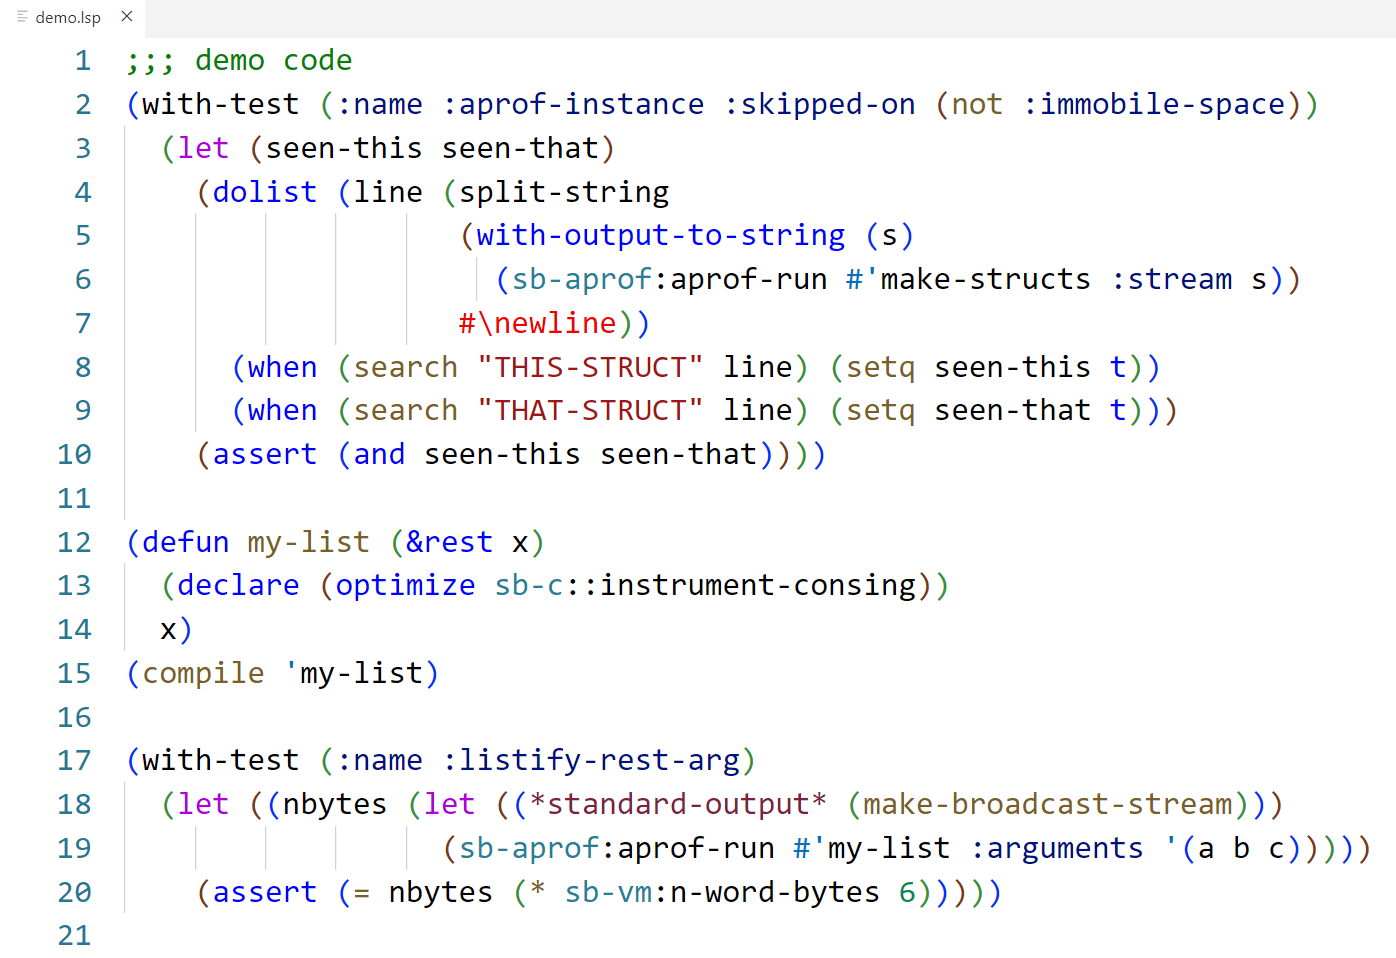 demo.lsp
1 ;;; demo code
2 (with-test (:name :aprof-instance :skipped-on (not :immobile-space))
3   (let (seen-this seen-that)
4     (dolist (line (split-string
5                    (with-output-to-string (s)
6                      (sb-aprof:aprof-run #'make-structs :stream s))
7                    #\newline))
8       (when (search "THIS-STRUCT" line) (setq seen-this t))
9       (when (search "THAT-STRUCT" line) (setq seen-that t)))
10     (assert (and seen-this seen-that))))
11
12 (defun my-list (&rest x)
13   (declare (optimize sb-c::instrument-consing))
14   x)
15 (compile 'my-list)
16
17 (with-test (:name :listify-rest-arg)
18   (let ((nbytes (let ((*standard-output* (make-broadcast-stream)))
19                   (sb-aprof:aprof-run #'my-list :arguments '(a b c)))))
20     (assert (= nbytes (* sb-vm:n-word-bytes 6)))))
21